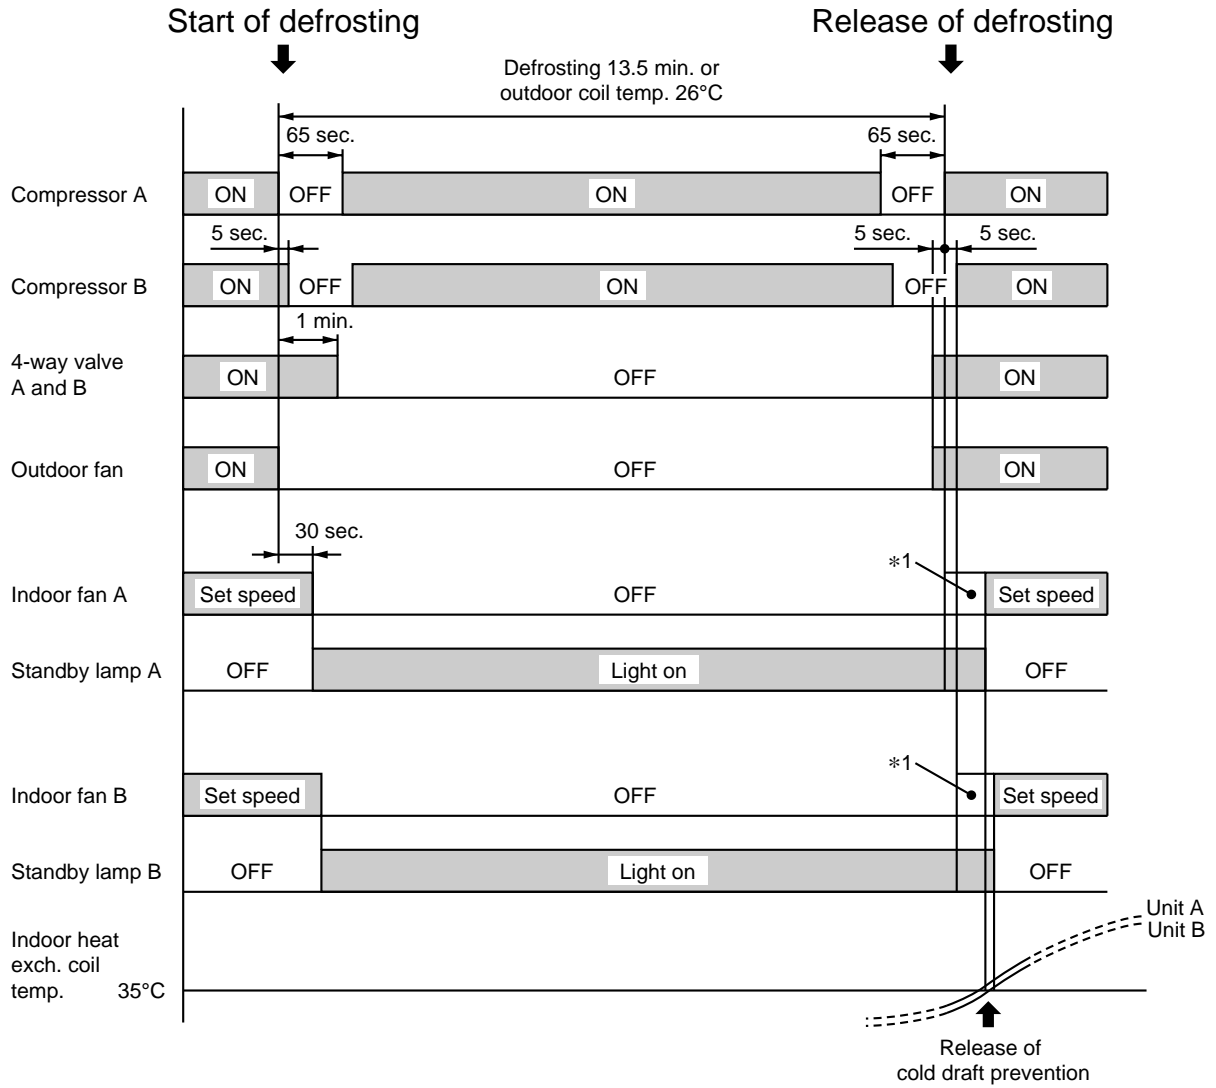 Start of defrosting
Release of defrosting
Defrosting 13.5 min. or
outdoor coil temp. 26°C
65 sec.
65 sec.
Compressor A
ON
OFF
ON
OFF
ON
5 sec.
5 sec.
5 sec.
Compressor B
ON
OFF
ON
OFF
ON
1 min.
4-way valve
A and B
ON
OFF
ON
Outdoor fan
ON
OFF
ON
30 sec.
*1
Indoor fan A
Set speed
OFF
Set speed
Standby lamp A
OFF
Light on
OFF
*1
Indoor fan B
Set speed
OFF
Set speed
Standby lamp B
OFF
Light on
OFF
Unit A
Unit B
Indoor heat
exch. coil
temp.
35°C
Release of
cold draft prevention